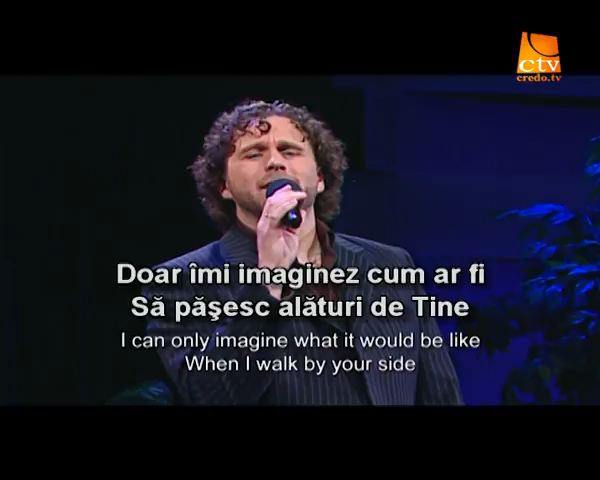 ctv
credo.tv
Doar îmi imaginez cum ar fi
Să păşesc alături de Tine
I can only imagine what it would be like
When I walk by your side